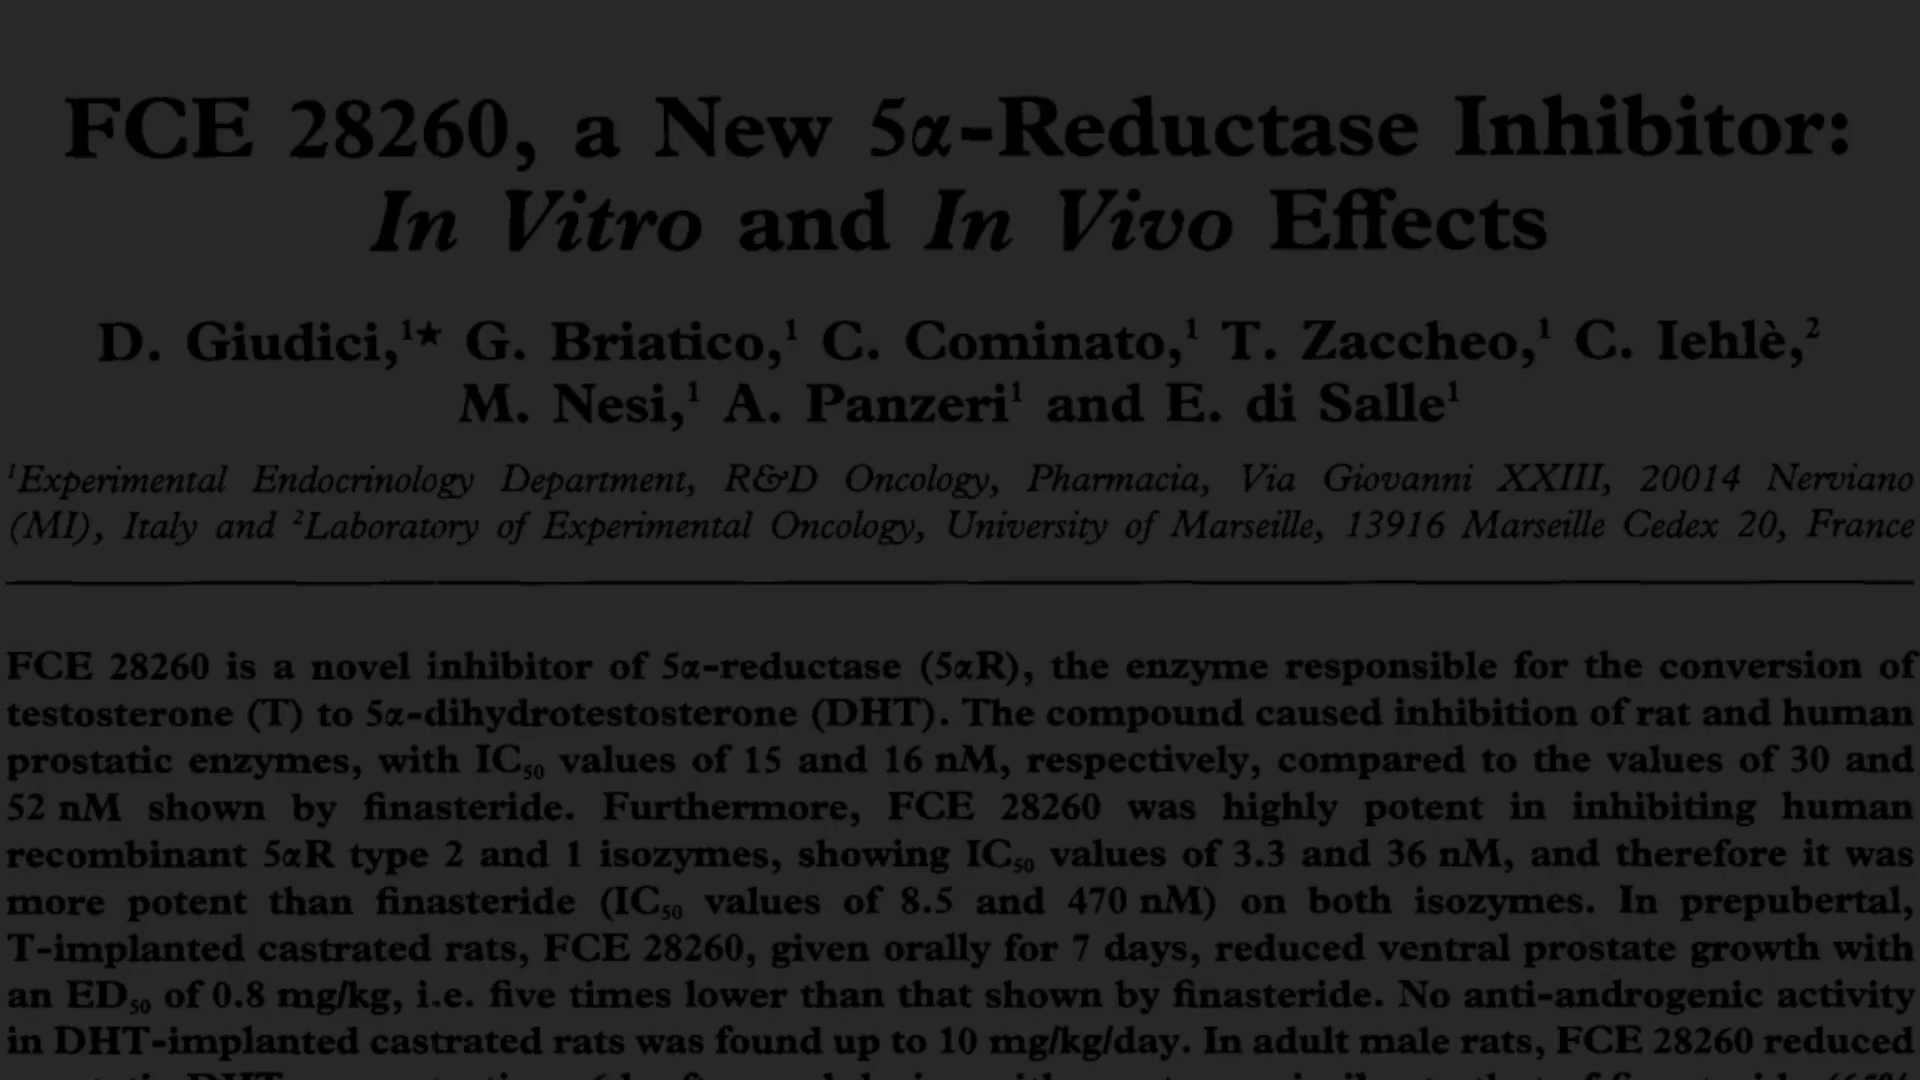 FCE 28260, a New 5α-Reductase Inhibitor:
In Vitro and In Vivo Effects
D. Giudici,¹★ G. Briatico,¹ C. Cominato,¹ T. Zaccheo,¹ C. Iehlè,²
M. Nesi,¹ A. Panzeri¹ and E. di Salle¹
¹Experimental Endocrinology Department, R&D Oncology, Pharmacia, Via Giovanni XXIII, 20014 Nerviano
(MI), Italy and ²Laboratory of Experimental Oncology, University of Marseille, 13916 Marseille Cedex 20, France
FCE 28260 is a novel inhibitor of 5α-reductase (5αR), the enzyme responsible for the conversion of
testosterone (T) to 5α-dihydrotestosterone (DHT). The compound caused inhibition of rat and human
prostatic enzymes, with IC₅₀ values of 15 and 16 nM, respectively, compared to the values of 30 and
52 nM shown by finasteride. Furthermore, FCE 28260 was highly potent in inhibiting human
recombinant 5αR type 2 and 1 isozymes, showing IC₅₀ values of 3.3 and 36 nM, and therefore it was
more potent than finasteride (IC₅₀ values of 8.5 and 470 nM) on both isozymes. In prepubertal,
T-implanted castrated rats, FCE 28260, given orally for 7 days, reduced ventral prostate growth with
an ED₅₀ of 0.8 mg/kg, i.e. five times lower than that shown by finasteride. No anti-androgenic activity
in DHT-implanted castrated rats was found up to 10 mg/kg/day. In adult male rats, FCE 28260 reduced